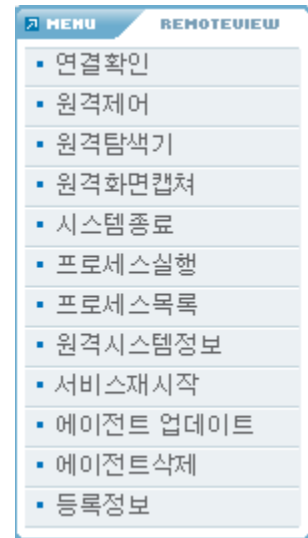 MENU REMOTEVIEW
연결확인
원격제어
원격탐색기
원격화면캡쳐
시스템종료
프로세스실행
프로세스목록
원격시스템정보
서비스재시작
에이전트 업데이트
에이전트삭제
등록정보